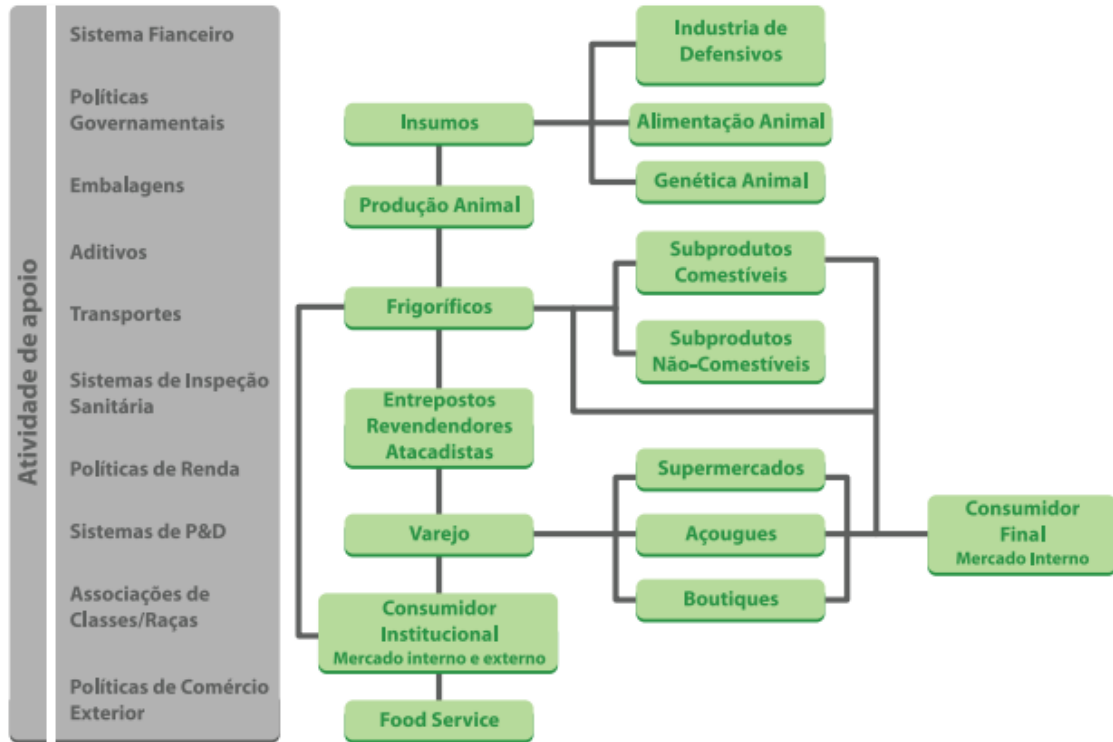 Atividade de apoio
Sistema Fianceiro
Políticas
Governamentais
Embalagens
Aditivos
Transportes
Sistemas de Inspeção
Sanitária
Políticas de Renda
Sistemas de P&D
Associações de
Classes/Raças
Políticas de Comércio
Exterior
Insumos
Produção Animal
Frigoríficos
Entrepostos
Revendendores
Atacadistas
Varejo
Consumidor
Institucional
Mercado interno e externo
Food Service
Industria de
Defensivos
Alimentação Animal
Genética Animal
Subprodutos
Comestíveis
Subprodutos
Não-Comestíveis
Supermercados
Açougues
Boutiques
Consumidor
Final
Mercado Interno